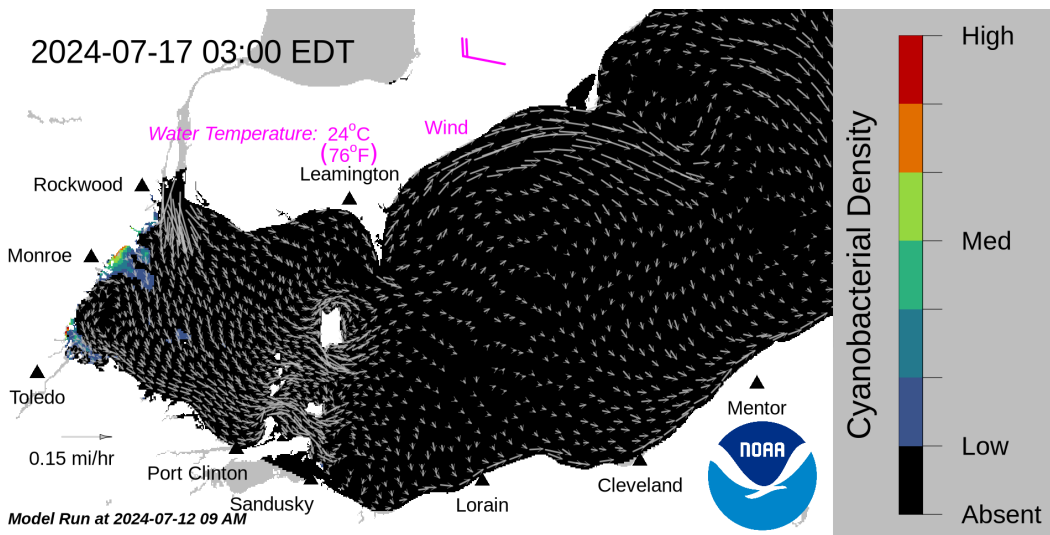 2024-07-17 03:00 EDT
High
Wind
Water Temperature: 24°C
(76°F)
Leamington
Rockwood
Monroe
Med
Cyanobacterial Density
Toledo
Mentor
0.15 mi/hr
NOAA
Low
Port Clinton
Cleveland
Sandusky
Lorain
Absent
Model Run at 2024-07-12 09 AM